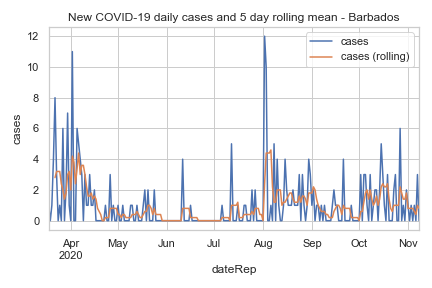 New COVID-19 daily cases and 5 day rolling mean - Barbados
cases
cases (rolling)
cases
12
10
8
6
4
2
0
Apr May Jun Jul Aug Sep Oct Nov
2020
dateRep